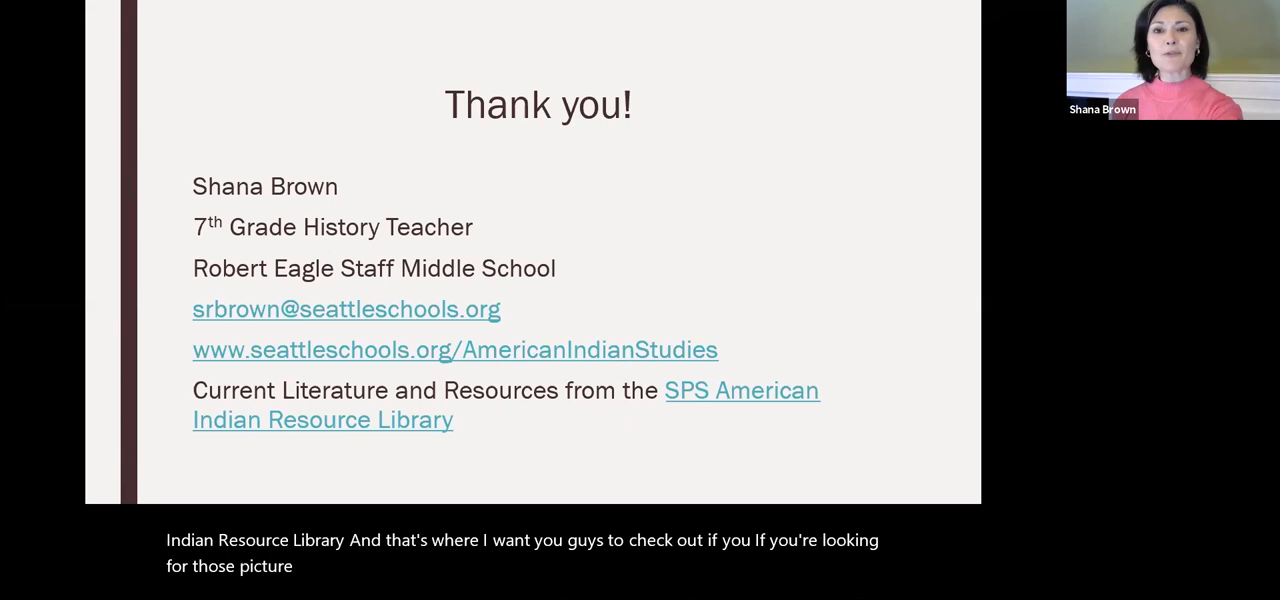 Thank you!
Shana Brown
Shana Brown
7th Grade History Teacher
Robert Eagle Staff Middle School
srbrown@seattleschools.org
www.seattleschools.org/AmericanIndianStudies
Current Literature and Resources from the SPS American
Indian Resource Library
Indian Resource Library And that's where I want you guys to check out if you If you're looking
for those picture